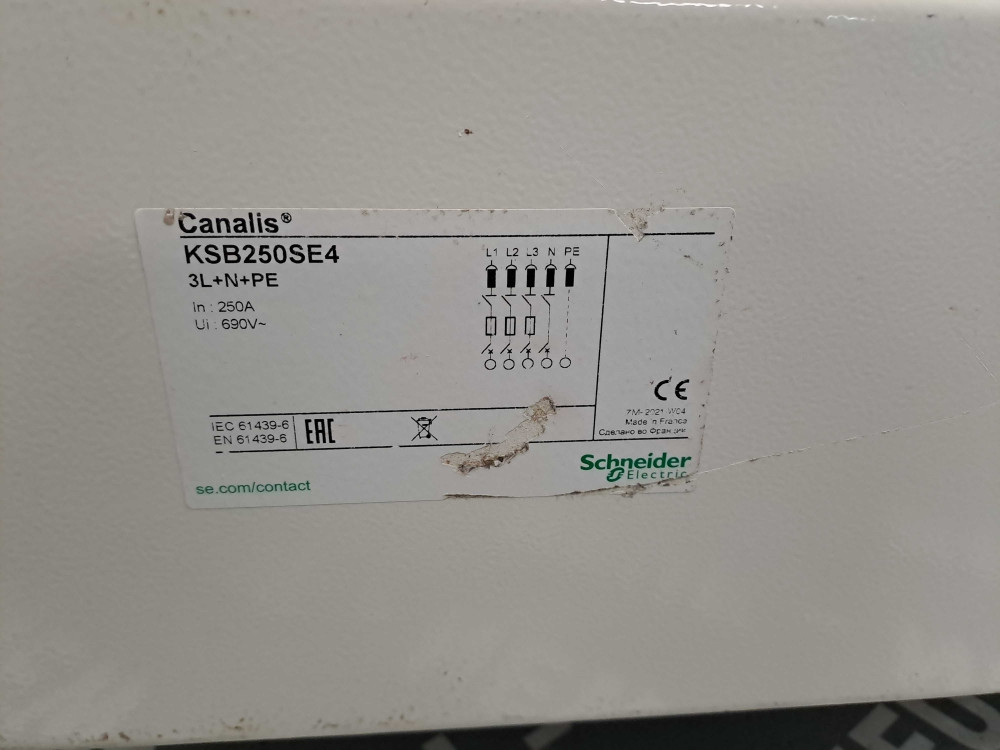 Canalis®
KSB250SE4
3L+N+PE
In : 250A
Ui : 690V~
L1 L2 L3 N PE
IEC 61439-6
EN 61439-6
EAC
CE
Made in France
Сделано во Франции
Schneider
Electric
se.com/contact